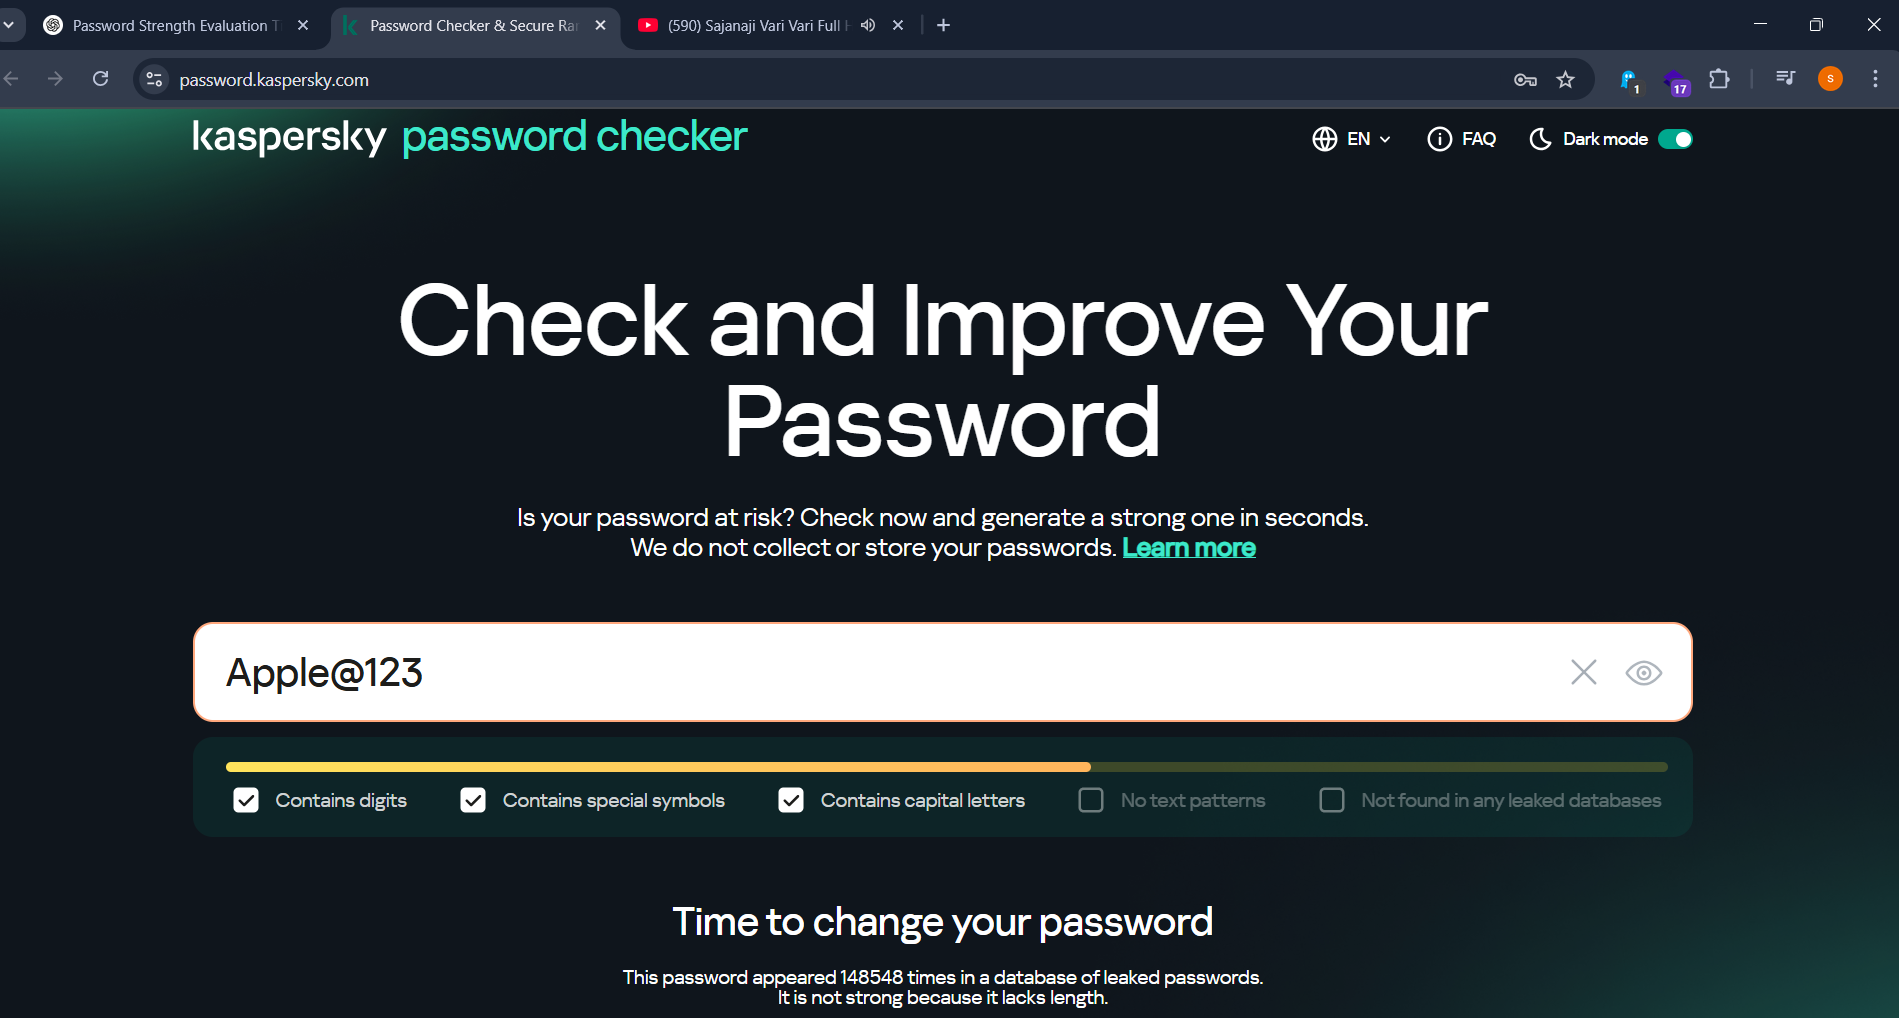 Password Strength Evaluation
Password Checker & Secure Ra
(590) Sajanaji Vari Vari Full
password.kaspersky.com
1
17
S
kaspersky password checker
EN
FAQ
Dark mode
Check and Improve Your
Password
Is your password at risk? Check now and generate a strong one in seconds.
We do not collect or store your passwords. Learn more
Apple@123
Contains digits
Contains special symbols
Contains capital letters
No text patterns
Not found in any leaked databases
Time to change your password
This password appeared 148548 times in a database of leaked passwords.
It is not strong because it lacks length.